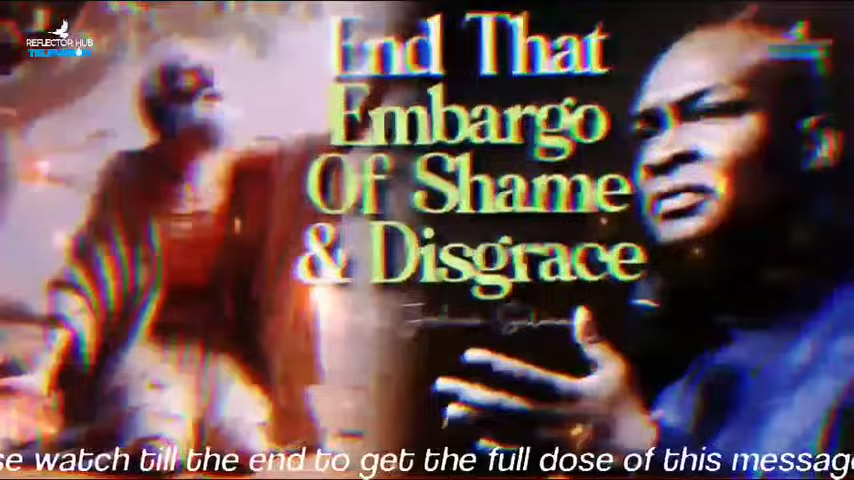 REFLECTOR HUB
TELEVISION
End That
Embargo
Of Shame
& Disgrace
se watch till the end to get the full dose of this messag